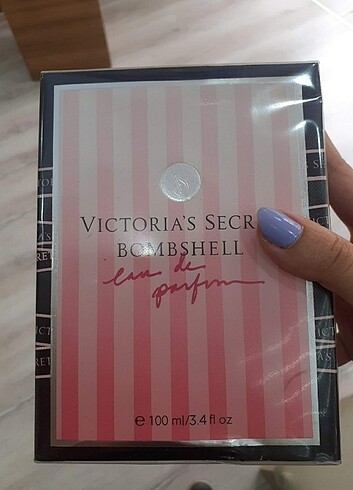 VICTORIA'S SECR
BOMBSHELL
eau de
parfum
℮ 100 ml/3.4 fl oz